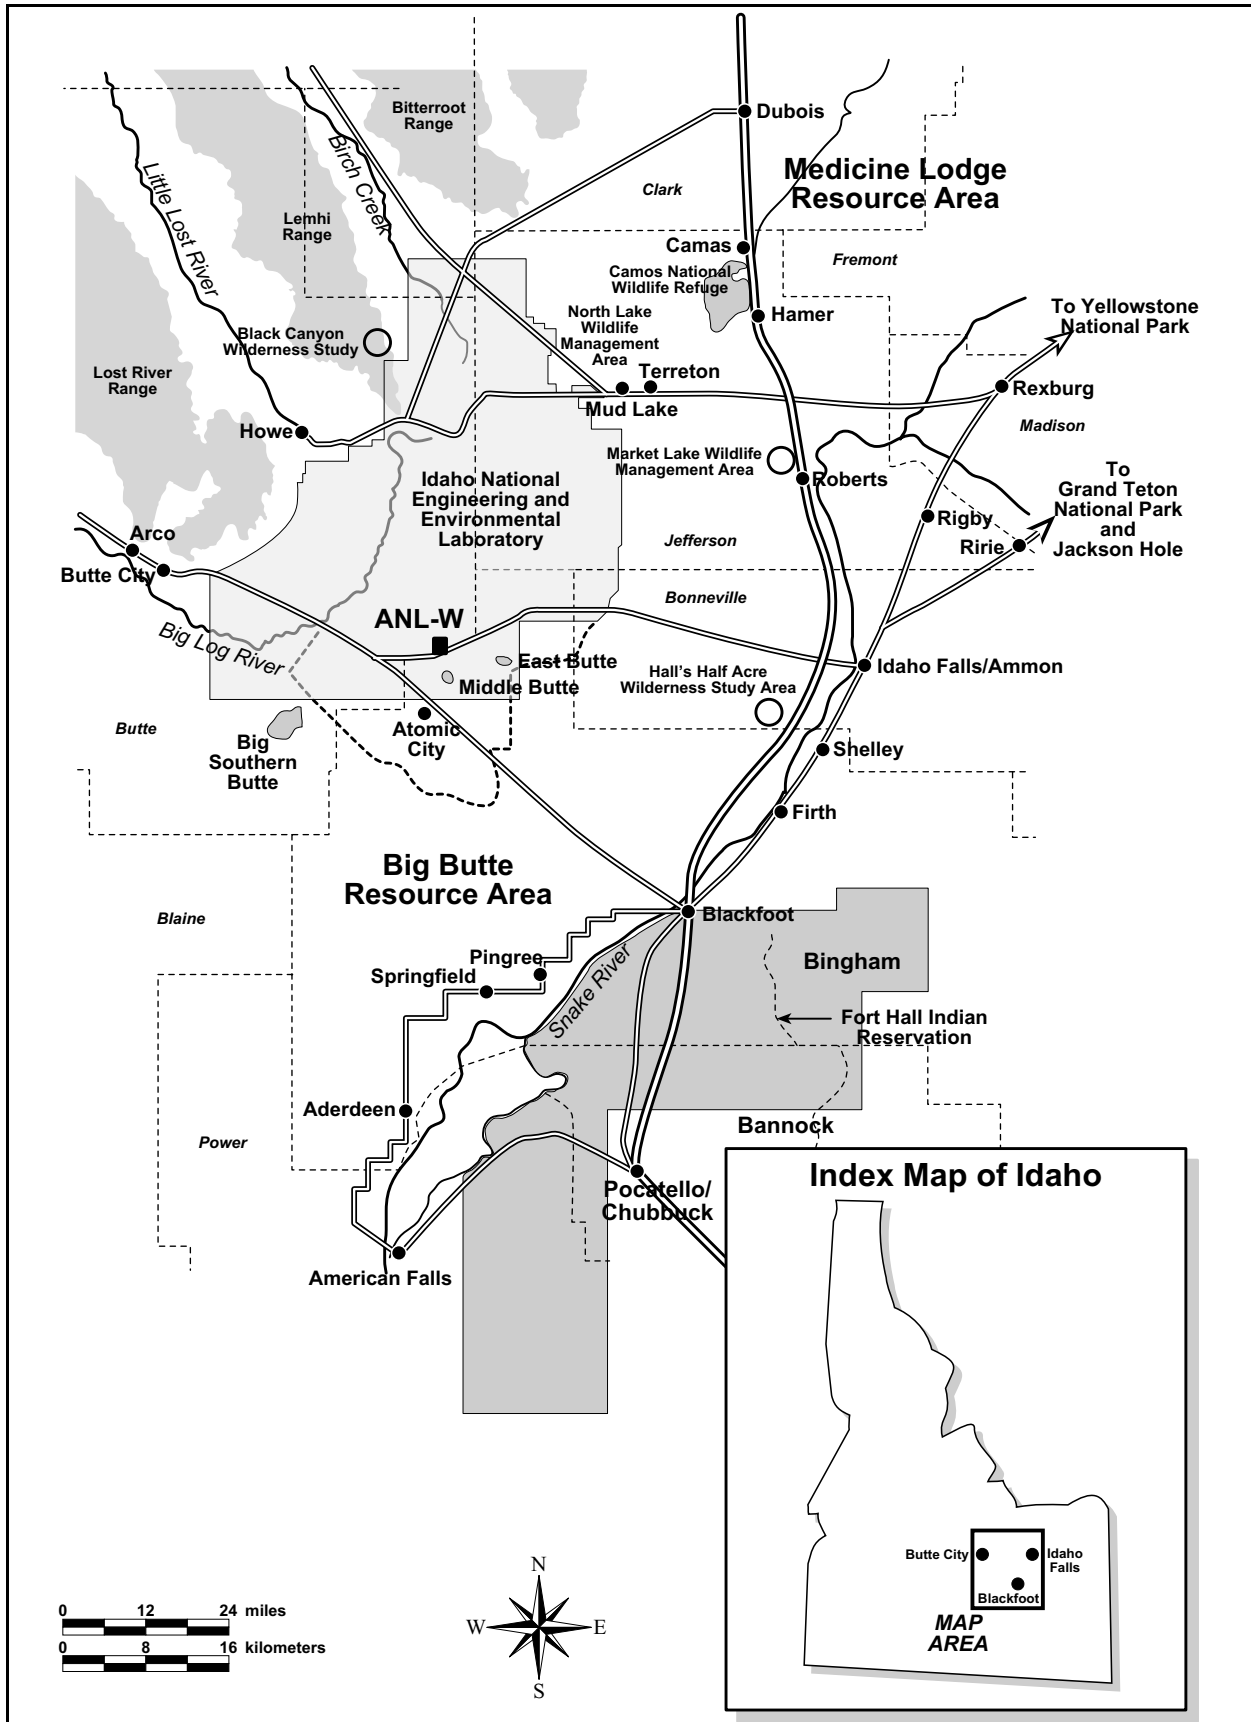 Bitterroot
Range
Dubois
Birch Creek
Medicine Lodge
Resource Area
Little Lost River
Clark
Lemhi
Range
Camas
Fremont
Camos National
Wildlife Refuge
North Lake
Wildlife
Management
Area
Hamer
To Yellowstone
National Park
Black Canyon
Wilderness Study
Lost River
Range
Terreton
Mud Lake
Rexburg
Madison
Howe
Market Lake Wildlife
Management Area
Roberts
Idaho National
Engineering and
Environmental
Laboratory
To
Grand Teton
National Park
and
Jackson Hole
Rigby
Ririe
Arco
Butte City
Jefferson
Bonneville
ANL-W
Big Log River
East Butte
Middle Butte
Hall's Half Acre
Wilderness Study Area
Idaho Falls/Ammon
Butte
Big
Southern
Butte
Atomic
City
Shelley
Firth
Big Butte
Resource Area
Blaine
Blackfoot
Pingree
Springfield
Snake River
Bingham
Fort Hall Indian
Reservation
Aderdeen
Power
Bannock
Pocatello/
Chubbuck
American Falls
Index Map of Idaho
Butte City
Idaho
Falls
Blackfoot
MAP
AREA
0 12 24 miles
0 8 16 kilometers
N
W E
S